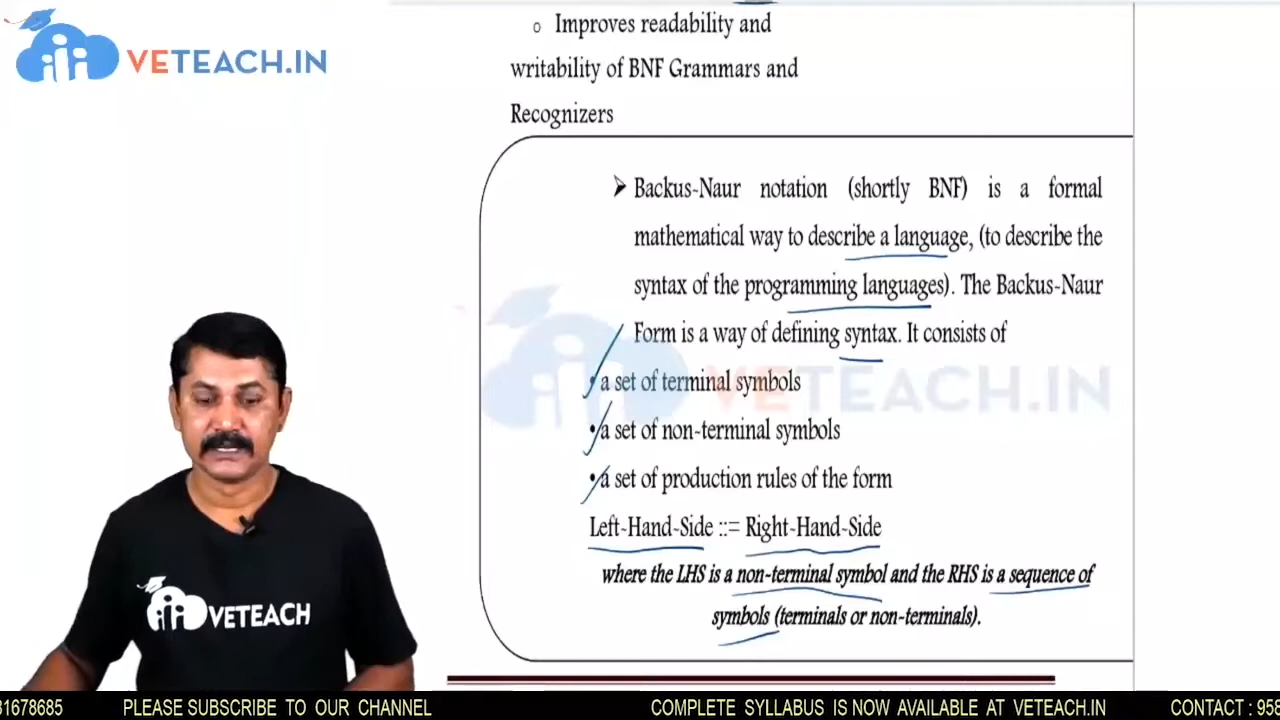 VETEACH.IN
o Improves readability and
writability of BNF Grammars and
Recognizers
➤ Backus-Naur notation (shortly BNF) is a formal
mathematical way to describe a language, (to describe the
syntax of the programming languages). The Backus-Naur
Form is a way of defining syntax. It consists of
• a set of terminal symbols
• a set of non-terminal symbols
• a set of production rules of the form
Left-Hand-Side ::= Right-Hand-Side
where the LHS is a non-terminal symbol and the RHS is a sequence of
symbols (terminals or non-terminals).
VETEACH.IN
VETEACH
31678685 PLEASE SUBSCRIBE TO OUR CHANNEL COMPLETE SYLLABUS IS NOW AVAILABLE AT VETEACH.IN CONTACT : 958